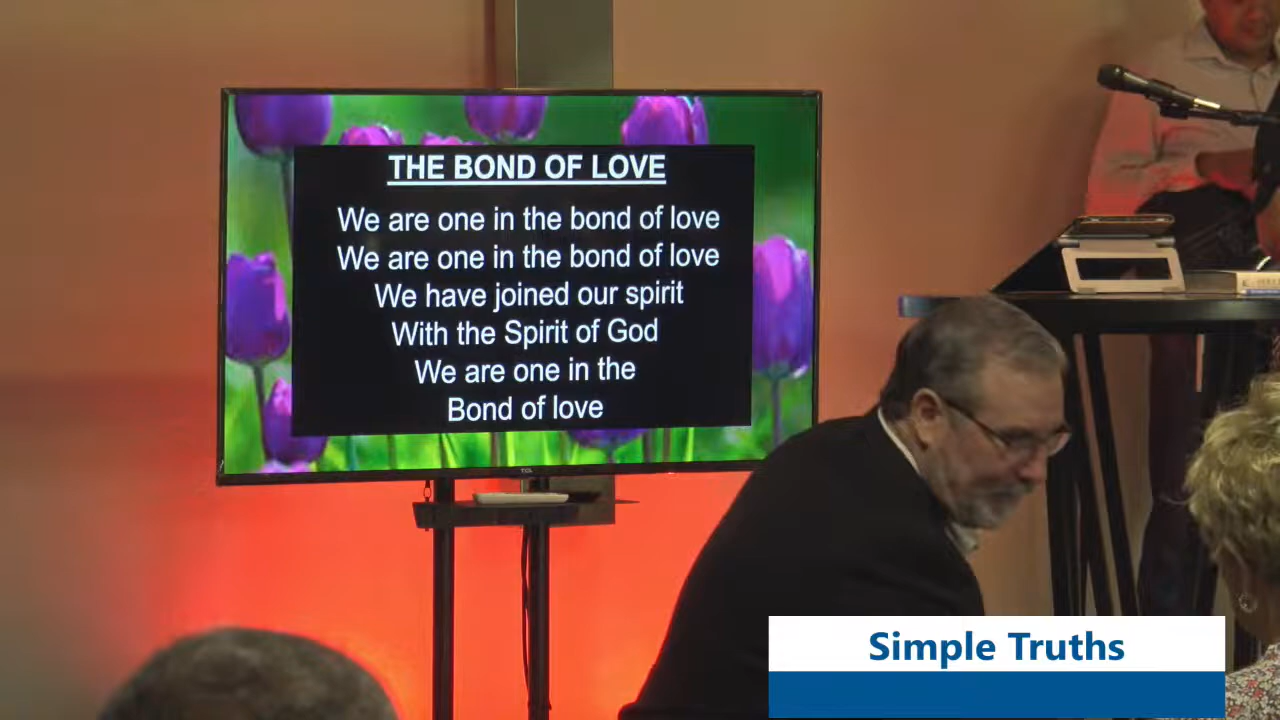 THE BOND OF LOVE
We are one in the bond of love
We are one in the bond of love
We have joined our spirit
With the Spirit of God
We are one in the
Bond of love
TCL
Simple Truths